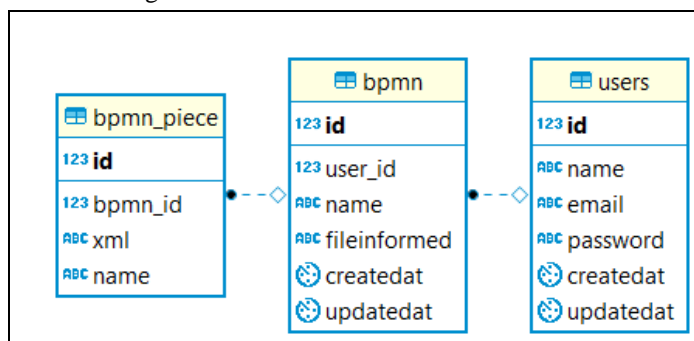 bpmn_piece
123 id
123 bpmn_id
ABC xml
ABC name
bpmn
123 id
123 user_id
ABC name
ABC fileinformed
createdat
updatedat
users
123 id
ABC name
ABC email
ABC password
createdat
updatedat